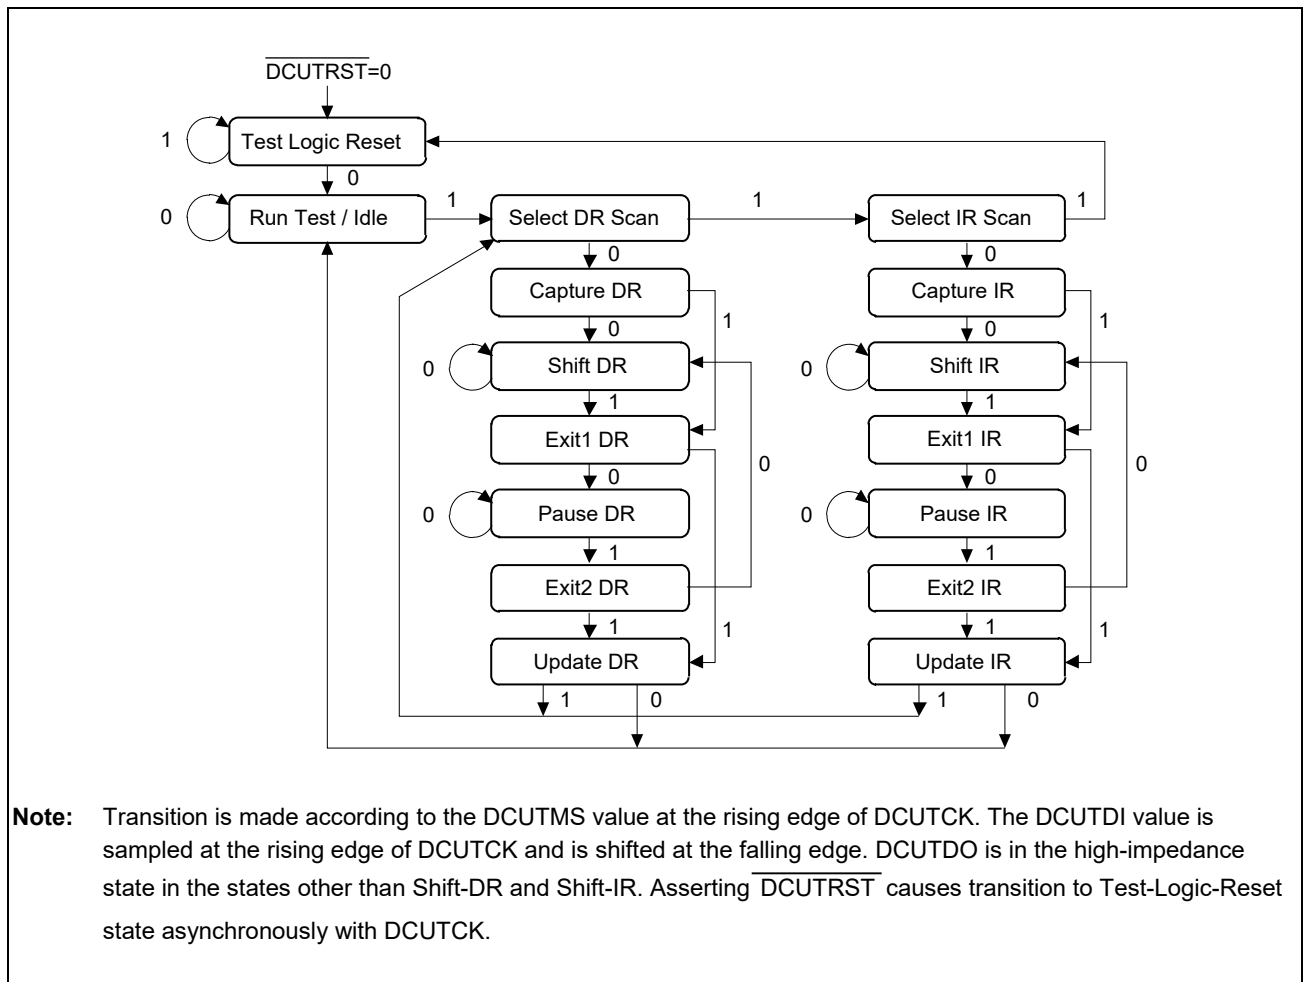 DCUTRST=0
1
Test Logic Reset
0
0
Run Test / Idle
1
Select DR Scan
1
Select IR Scan
1
0
0
Capture DR
1
Capture IR
1
0
0
0
Shift DR
0
Shift IR
1
1
Exit1 DR
Exit1 IR
0
0
0
0
0
Pause DR
0
Pause IR
1
1
Exit2 DR
Exit2 IR
1
1
1
1
Update DR
Update IR
1
0
1
0
Note: Transition is made according to the DCUTMS value at the rising edge of DCUTCK. The DCUTDI value is
sampled at the rising edge of DCUTCK and is shifted at the falling edge. DCUTDO is in the high-impedance
state in the states other than Shift-DR and Shift-IR. Asserting DCUTRST causes transition to Test-Logic-Reset
state asynchronously with DCUTCK.